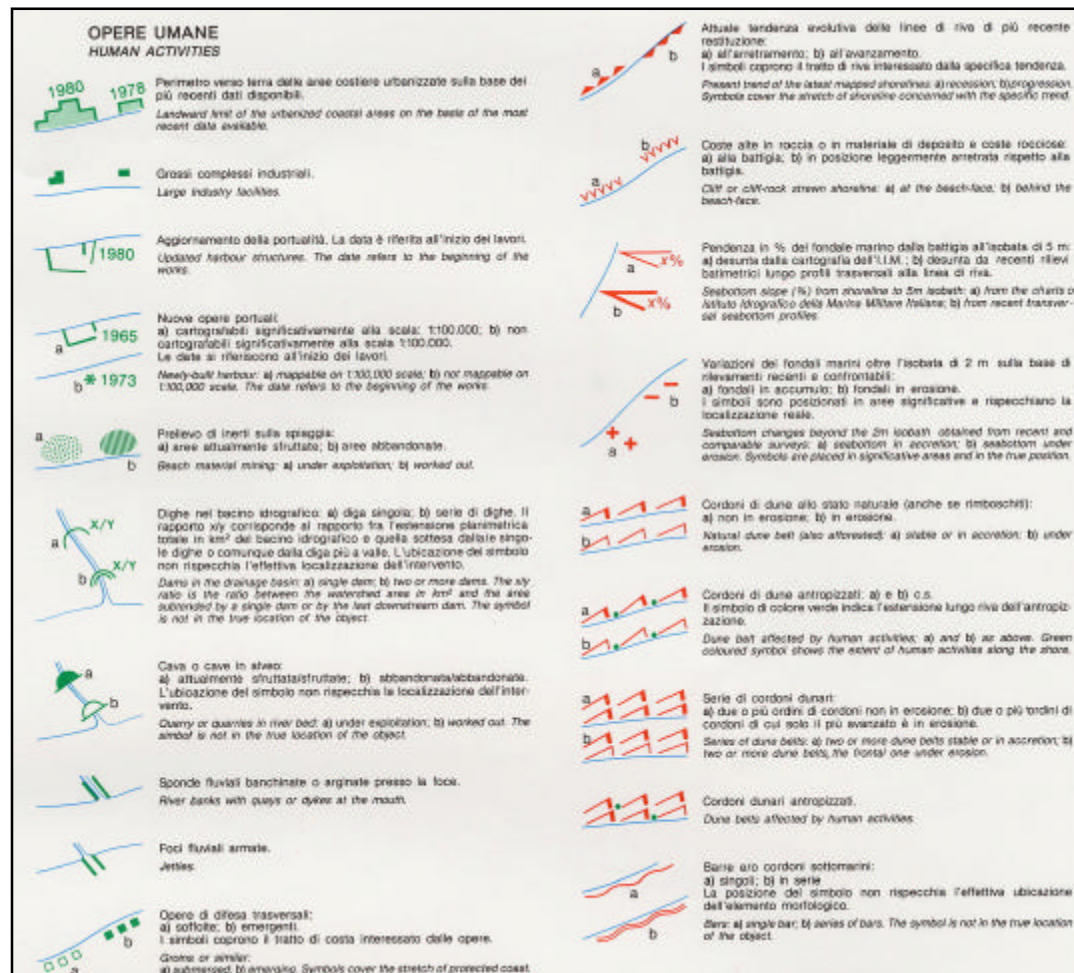 OPERE UMANE
HUMAN ACTIVITIES
1980
1978
Perimetro verso terra delle aree costiere urbanizzate sulla base dei
più recenti dati disponibili.
Landward limit of the urbanized coastal areas on the basis of the most
recent data available.
Grossi complessi industriali.
Large industry facilities.
1980
Aggiornamento della portualità. La data è riferita all'inizio dei lavori.
Updated harbour structures. The date refers to the beginning of the
works.
a
1965
b
1973
Nuove opere portuali:
a) cartografabili significativamente alla scala: 1:100.000; b) non
cartografabili significativamente alla scala 1:100.000.
Le date si riferiscono all'inizio dei lavori.
Newly-built harbour: a) mappable on 1:100,000 scale; b) not mappable on
1:100,000 scale. The date refers to the beginning of the works.
a
b
Prelievo di inerti sulla spiaggia:
a) aree attualmente sfruttate; b) aree abbandonate.
Beach material mining: a) under exploitation; b) worked out.
a
X/Y
b
X/Y
Dighe nel bacino idrografico: a) diga singola; b) serie di dighe. Il
rapporto x/y corrisponde al rapporto fra l'estensione planimetrica
totale in km² del bacino idrografico e quella sottesa dalla/e singo-
le dighe o comunque dalla diga più a valle. L'ubicazione del simbolo
non rispecchia l'effettiva localizzazione dell'intervento.
Dams in the drainage basin: a) single dam; b) two or more dams. The x/y
ratio is the ratio between the watershed area in km² and the area
subtended by a single dam or by the last downstream dam. The symbol
is not in the true location of the object.
a
b
Cava o cave in alveo:
a) attualmente sfruttata/sfruttate; b) abbandonata/abbandonate.
L'ubicazione del simbolo non rispecchia la localizzazione dell'inter-
vento.
Quarry or quarries in river bed: a) under exploitation; b) worked out. The
simbol is not in the true location of the object.
Sponde fluviali banchinate o arginate presso la foce.
River banks with quays or dykes at the mouth.
Foci fluviali armate.
Jetties.
a
b
Opere di difesa trasversali:
a) soffolte; b) emergenti.
I simboli coprono il tratto di costa interessato dalle opere.
Groins or similar:
a) submersed, b) emerging. Symbols cover the stretch of protected coast.
a
b
Attuale tendenza evolutiva delle linee di riva di più recente
restituzione:
a) all'arretramento; b) all'avanzamento.
I simboli coprono il tratto di riva interessato dalla specifica tendenza.
Present trend of the latest mapped shorelines: a) recession; b) progression.
Symbols cover the stretch of shoreline concerned with the specific trend.
a
b
Coste alte in roccia o in materiale di deposito e coste rocciose:
a) alla battigia; b) in posizione leggermente arretrata rispetto alla
battigia.
Cliff or cliff-rock strewn shoreline: a) at the beach-face; b) behind the
beach-face.
a
x%
b
x%
Pendenza in % del fondale marino dalla battigia all'isobata di 5 m:
a) desunta dalla cartografia dell'I.I.M.; b) desunta da recenti rilievi
batimetrici lungo profili trasversali alla linea di riva.
Seabottom slope (%) from shoreline to 5m isobath: a) from the charts o
Istituto Idrografico della Marina Militare Italiana; b) from recent transver-
sal seabottom profiles.
b
a
Variazioni dei fondali marini oltre l'isobata di 2 m sulla base di
rilevamenti recenti e confrontabili:
a) fondali in accumulo; b) fondali in erosione.
I simboli sono posizionati in aree significative e rispecchiano la
localizzazione reale.
Seabottom changes beyond the 2m isobath obtained from recent and
comparable surveys: a) seabottom in accretion; b) seabottom under
erosion. Symbols are placed in significative areas and in the true position.
a
b
Cordoni di dune allo stato naturale (anche se rimboschiti):
a) non in erosione; b) in erosione.
Natural dune belt (also afforested): a) stable or in accretion; b) under
erosion.
a
b
Cordoni di dune antropizzati: a) e b) c.s.
Il simbolo di colore verde indica l'estensione lungo riva dell'antropiz-
zazione.
Dune belt affected by human activities; a) and b) as above. Green
coloured symbol shows the extent of human activities along the shore.
a
b
Serie di cordoni dunari:
a) due o più ordini di cordoni non in erosione; b) due o più ordini di
cordoni di cui solo il più avanzato è in erosione.
Series of dune belts: a) two or more dune belts stable or in accretion; b)
two or more dune belts, the frontal one under erosion.
Cordoni dunari antropizzati.
Dune belts affected by human activities.
a
b
Barre e/o cordoni sottomarini:
a) singoli; b) in serie
La posizione del simbolo non rispecchia l'effettiva ubicazione
dell'elemento morfologico.
Bars: a) single bar; b) series of bars. The symbol is not in the true location
of the object.